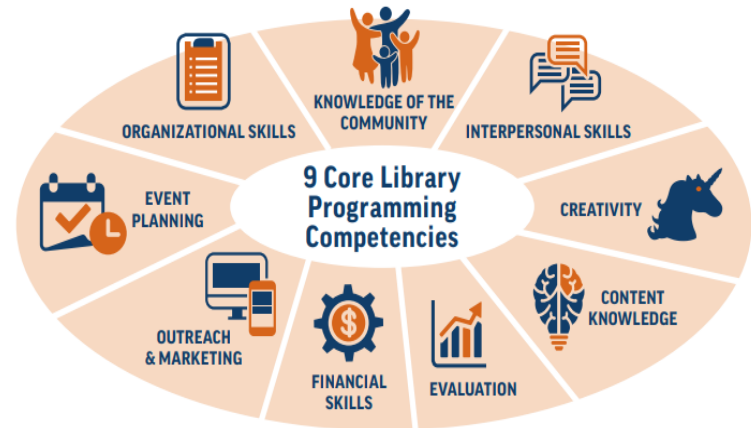 9 Core Library
Programming
Competencies
KNOWLEDGE OF THE
COMMUNITY
INTERPERSONAL SKILLS
CREATIVITY
CONTENT
KNOWLEDGE
EVALUATION
FINANCIAL
SKILLS
$
OUTREACH
& MARKETING
EVENT
PLANNING
ORGANIZATIONAL SKILLS